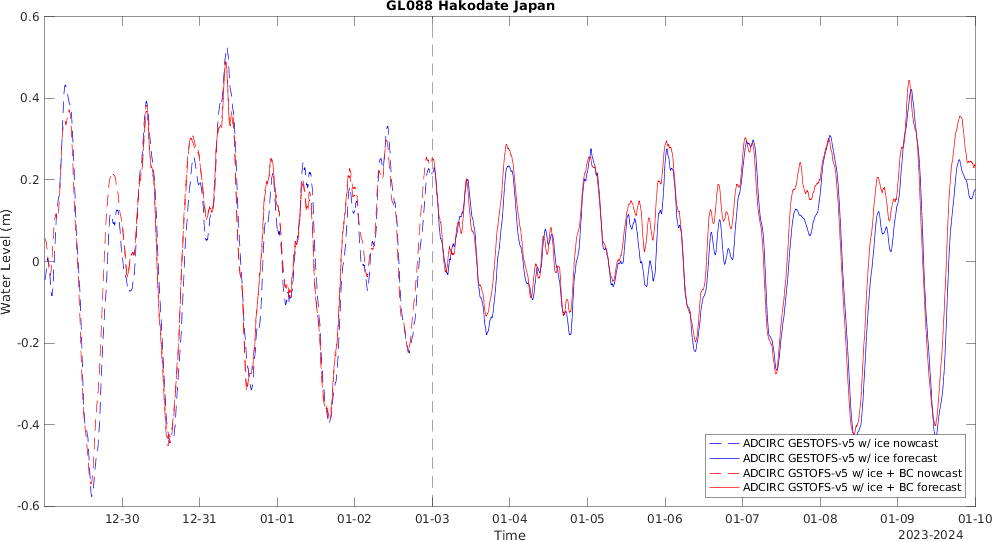 GL088 Hakodate Japan
0.6
0.4
0.2
0
-0.2
-0.4
-0.6
Water Level (m)
12-30
12-31
01-01
01-02
01-03
01-04
01-05
01-06
01-07
01-08
01-09
01-10
Time
2023-2024
ADCIRC GESTOFS-v5 w/ ice nowcast
ADCIRC GESTOFS-v5 w/ ice forecast
ADCIRC GSTOFS-v5 w/ ice + BC nowcast
ADCIRC GSTOFS-v5 w/ ice + BC forecast